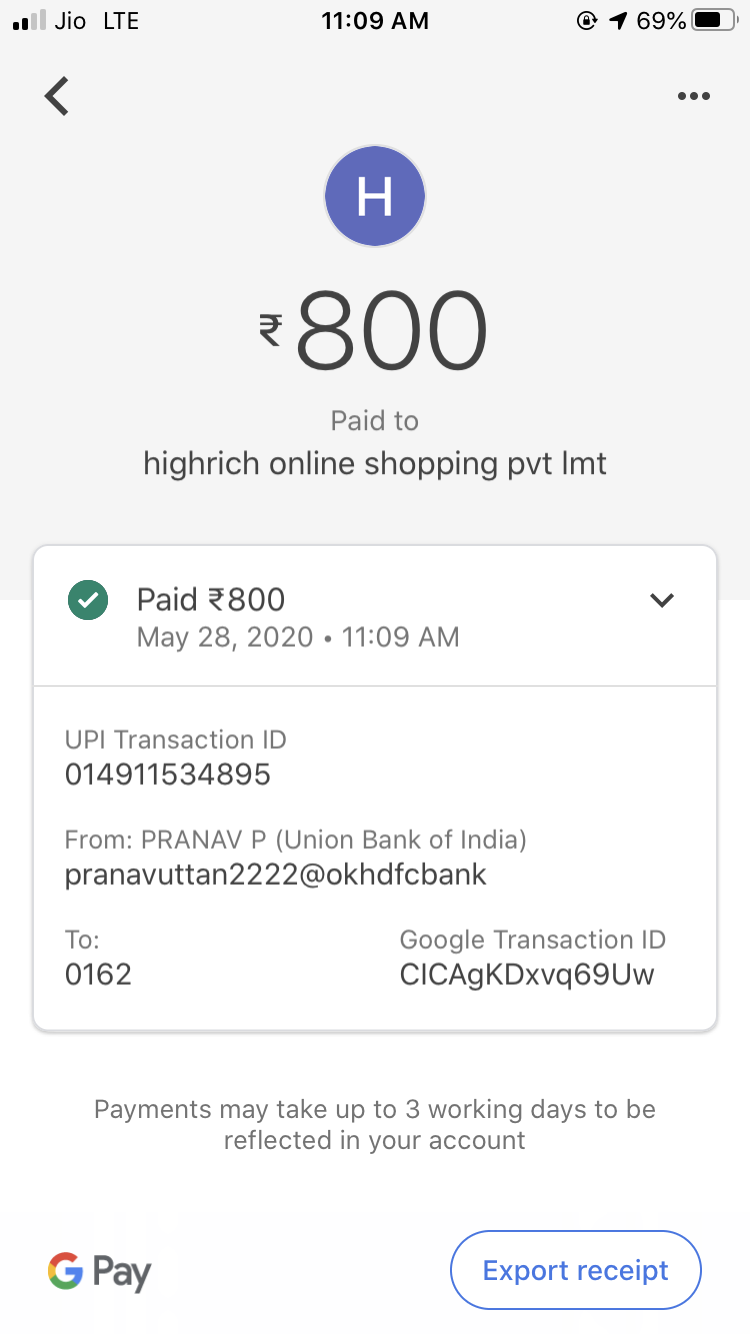 Jio LTE 11:09 AM 69%
H
₹800
Paid to
highrich online shopping pvt lmt
Paid ₹800
May 28, 2020 • 11:09 AM
UPI Transaction ID
014911534895
From: PRANAV P (Union Bank of India)
pranavuttan2222@okhdfcbank
To:
0162
Google Transaction ID
CICAgKDxvq69Uw
Payments may take up to 3 working days to be
reflected in your account
G Pay
Export receipt